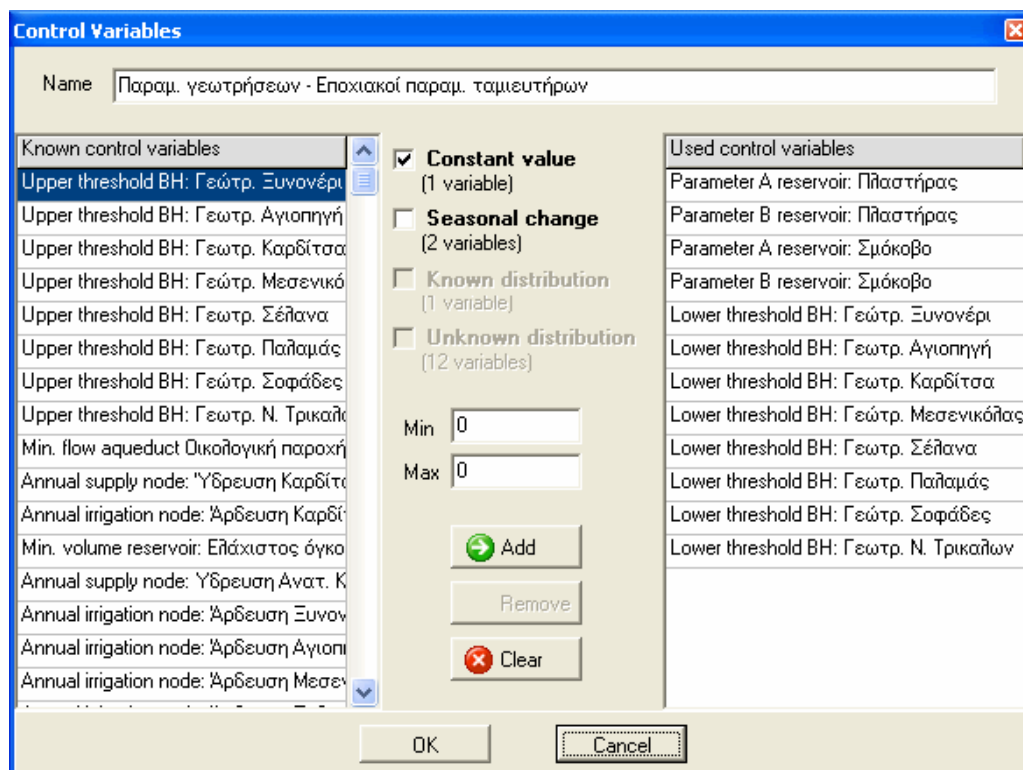 Control Variables
Name
Παραμ. γεωτρήσεων - Εποχιακοί παραμ. ταμιευτήρων
Known control variables
Upper threshold BH: Γεώτρ. Ξυνονέρι
Upper threshold BH: Γεωτρ. Αγιοπηγή
Upper threshold BH: Γεωτρ. Καρδίτσα
Upper threshold BH: Γεώτρ. Μεσενικό
Upper threshold BH: Γεωτρ. Σέλανα
Upper threshold BH: Γεωτρ. Παλαμάς
Upper threshold BH: Γεώτρ. Σοφάδες
Upper threshold BH: Γεωτρ. Ν. Τρικαλ
Min. flow aqueduct Οικολογική παροχή
Annual supply node: Ύδρευση Καρδίτ
Annual irrigation node: Άρδευση Καρδί
Min. volume reservoir: Ελάχιστος όγκο
Annual supply node: Υδρευση Ανατ. Κ
Annual irrigation node: Άρδευση Ξυνον
Annual irrigation node: Άρδευση Αγιοπ
Annual irrigation node: Άρδευση Μεσεν
Constant value
(1 variable)
Seasonal change
(2 variables)
Known distribution
(1 variable)
Unknown distribution
(12 variables)
Min 0
Max 0
Add
Remove
Clear
Used control variables
Parameter A reservoir: Πλαστήρας
Parameter B reservoir: Πλαστήρας
Parameter A reservoir: Σμόκοβο
Parameter B reservoir: Σμόκοβο
Lower threshold BH: Γεώτρ. Ξυνονέρι
Lower threshold BH: Γεωτρ. Αγιοπηγή
Lower threshold BH: Γεωτρ. Καρδίτσα
Lower threshold BH: Γεώτρ. Μεσενικόλας
Lower threshold BH: Γεωτρ. Σέλανα
Lower threshold BH: Γεωτρ. Παλαμάς
Lower threshold BH: Γεώτρ. Σοφάδες
Lower threshold BH: Γεωτρ. Ν. Τρικαλων
OK
Cancel